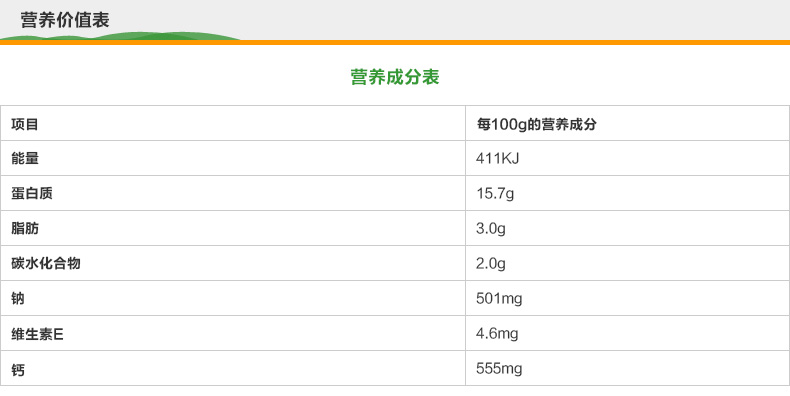 营养价值表
营养成分表
项目 每100g的营养成分
能量 411KJ
蛋白质 15.7g
脂肪 3.0g
碳水化合物 2.0g
钠 501mg
维生素E 4.6mg
钙 555mg